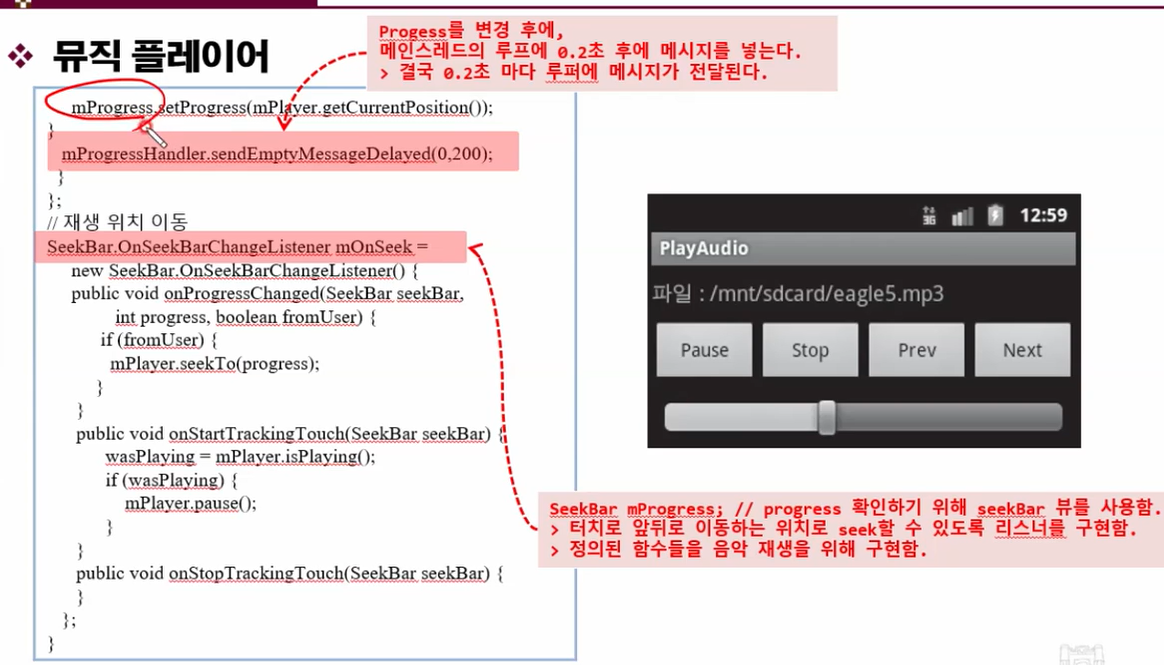 뮤직 플레이어
Progess를 변경 후에,
메인스레드의 루프에 0.2초 후에 메시지를 넣는다.
> 결국 0.2초 마다 루퍼에 메시지가 전달된다.
mProgress.setProgress(mPlayer.getCurrentPosition());
}
mProgressHandler.sendEmptyMessageDelayed(0,200);
}
};
// 재생 위치 이동
SeekBar.OnSeekBarChangeListener mOnSeek =
new SeekBar.OnSeekBarChangeListener() {
public void onProgressChanged(SeekBar seekBar,
int progress, boolean fromUser) {
if (fromUser) {
mPlayer.seekTo(progress);
}
}
public void onStartTrackingTouch(SeekBar seekBar) {
wasPlaying = mPlayer.isPlaying();
if (wasPlaying) {
mPlayer.pause();
}
}
public void onStopTrackingTouch(SeekBar seekBar) {
}
};
}
3G 12:59
PlayAudio
파일 : /mnt/sdcard/eagle5.mp3
Pause Stop Prev Next
SeekBar mProgress; // progress 확인하기 위해 seekBar 뷰를 사용함.
> 터치로 앞뒤로 이동하는 위치로 seek할 수 있도록 리스너를 구현함.
> 정의된 함수들을 음악 재생을 위해 구현함.